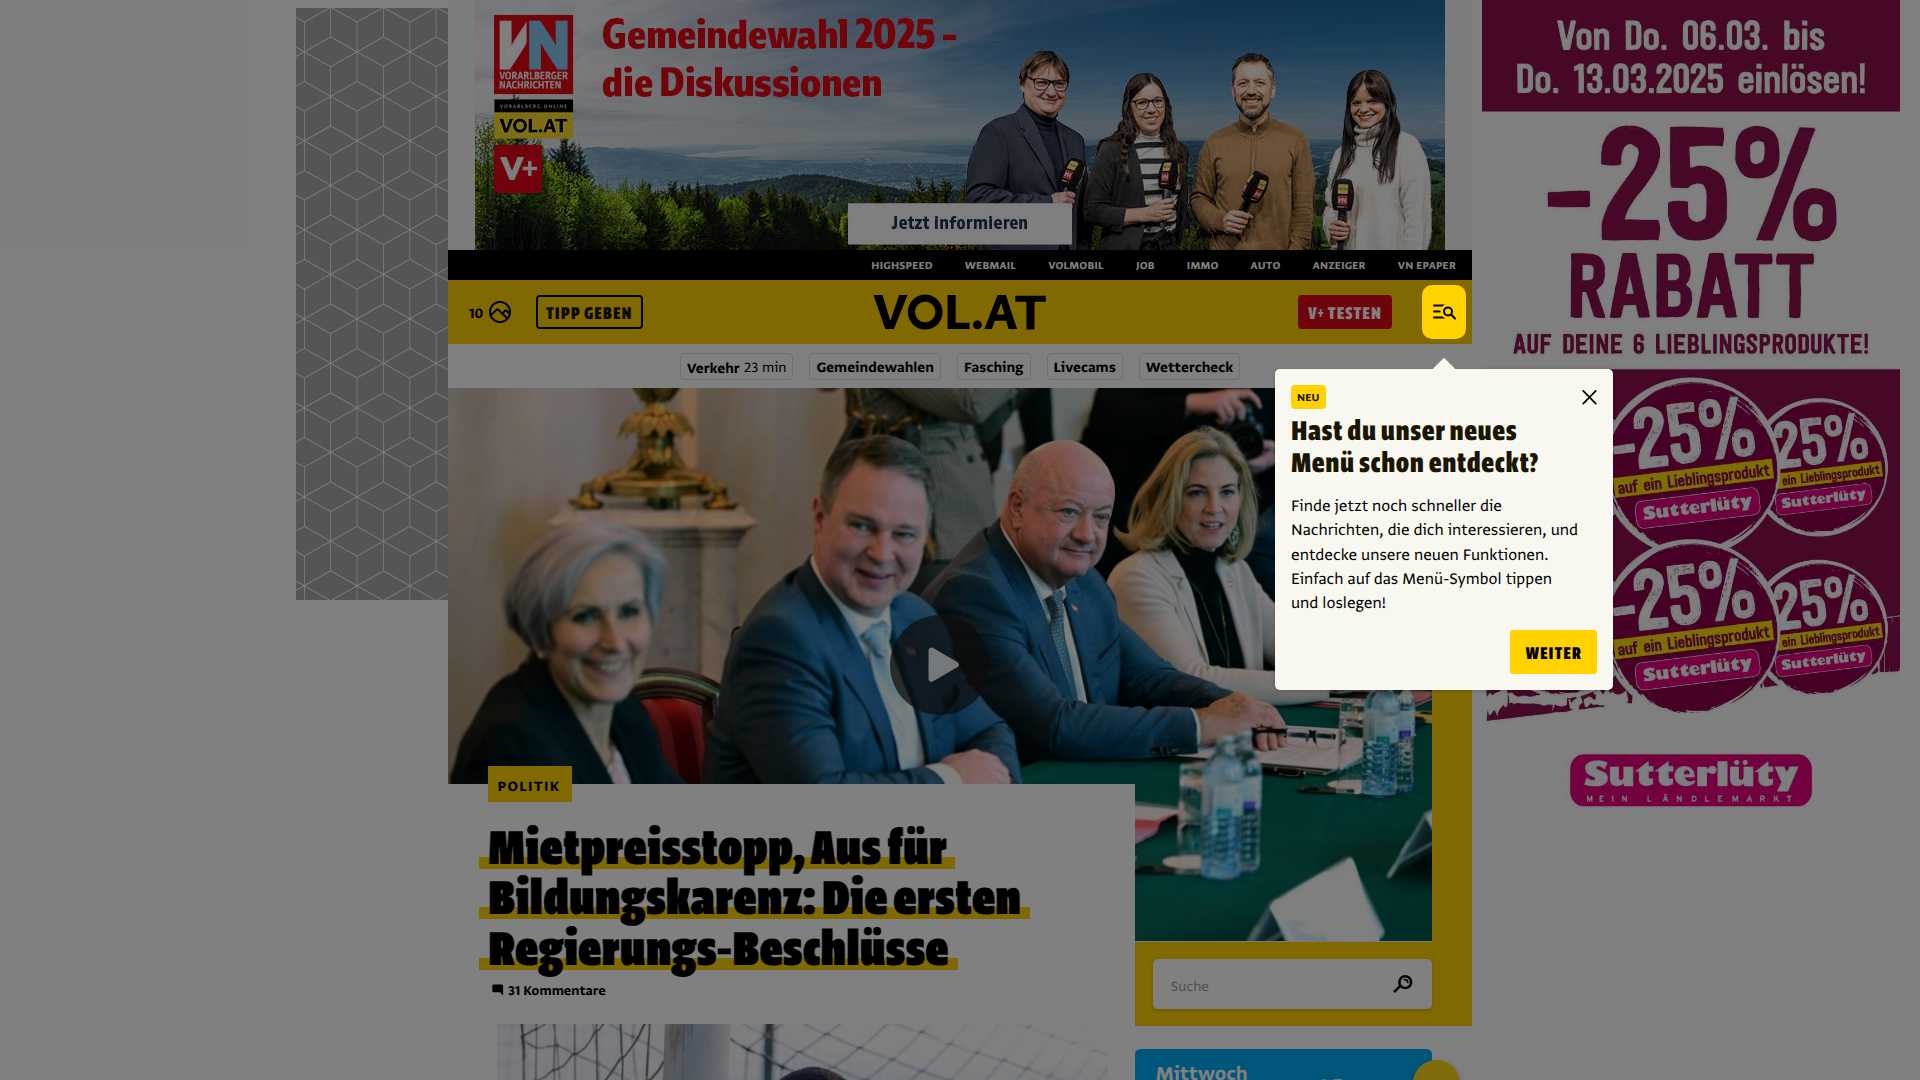 VN
VORARLBERGER
NACHRICHTEN
VORARLBERG ONLINE
VOL.AT
V+
Gemeindewahl 2025 -
die Diskussionen
Jetzt Informieren
Von Do. 06.03. bis
Do. 13.03.2025 einlösen!
-25%
RABATT
AUF DEINE 6 LIEBLINGSPRODUKTE!
HIGHSPEED WEBMAIL VOLMOBIL JOB IMMO AUTO ANZEIGER VN EPAPER
10 TIPP GEBEN VOL.AT V+ TESTEN
Verkehr 23 min Gemeindewahlen Fasching Livecams Wettercheck
NEU
Hast du unser neues
Menü schon entdeckt?
Finde jetzt noch schneller die
Nachrichten, die dich interessieren, und
entdecke unsere neuen Funktionen.
Einfach auf das Menü-Symbol tippen
und loslegen!
WEITER
-25%
auf ein Lieblingsprodukt
Sutterlüty
25%
ein Lieblingsprodukt
Sutterlüty
-25%
auf ein Lieblingsprodukt
Sutterlüty
25%
ein Lieblingsprodukt
Sutterlüty
Sutterlüty
MEIN LÄNDLEMARKT
POLITIK
Mietpreisstopp, Aus für
Bildungskarenz: Die ersten
Regierungs-Beschlüsse
31 Kommentare
Suche
Mittwoch